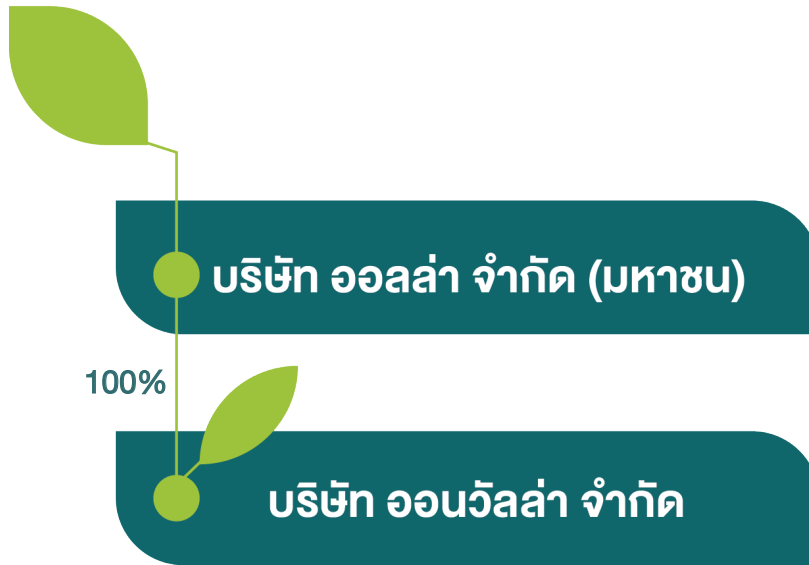 บริษัท ออลล่า จำกัด (มหาชน)
100%
บริษัท ออนวัลล่า จำกัด